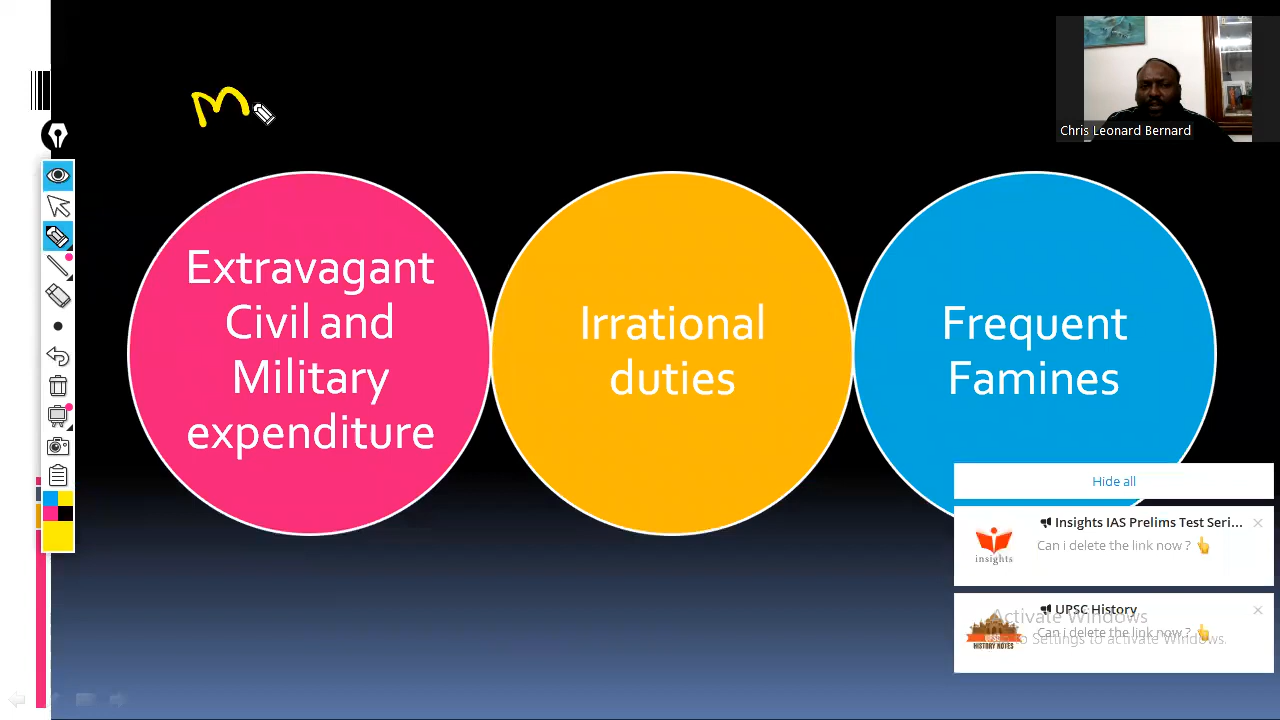 m
Chris Leonard Bernard
Extravagant
Civil and
Military
expenditure
Irrational
duties
Frequent
Famines
Hide all
Insights IAS Prelims Test Seri...
Can i delete the link now ? 👆
insights
UPSC History
Can i delete the link now ? 👆
HISTORY NOTES
Activate Windows
o Settings to activate Windows.